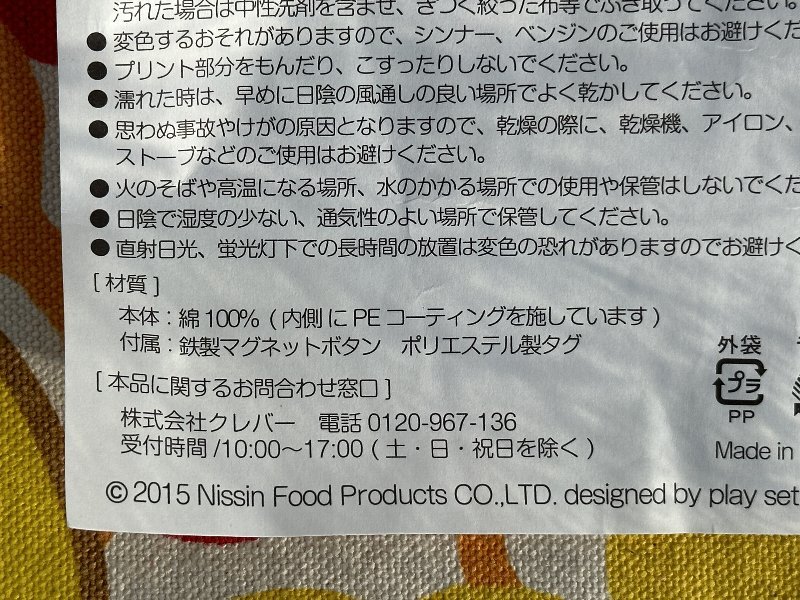 汚れた場合は中性洗剤を含ませ、きつく絞った布等でふき取ってください。
● 変色するおそれがありますので、シンナー、ベンジンのご使用はお避けくだ
● プリント部分をもんだり、こすったりしないでください。
● 濡れた時は、早めに日陰の風通しの良い場所でよく乾かしてください。
● 思わぬ事故やけがの原因となりますので、乾燥の際に、乾燥機、アイロン、
ストーブなどのご使用はお避けください。
● 火のそばや高温になる場所、水のかかる場所での使用や保管はしないでくだ
● 日陰で湿度の少ない、通気性のよい場所で保管してください。
● 直射日光、蛍光灯下での長時間の放置は変色の恐れがありますのでお避けく
[ 材質 ]
本体：綿100%（内側にPEコーティングを施しています）
付属：鉄製マグネットボタン　ポリエステル製タグ
外袋
プラ
PP
[ 本品に関するお問合わせ窓口 ]
株式会社クレバー　電話 0120-967-136
受付時間 /10:00～17:00（土・日・祝日を除く）
Made in
© 2015 Nissin Food Products CO.,LTD. designed by play set